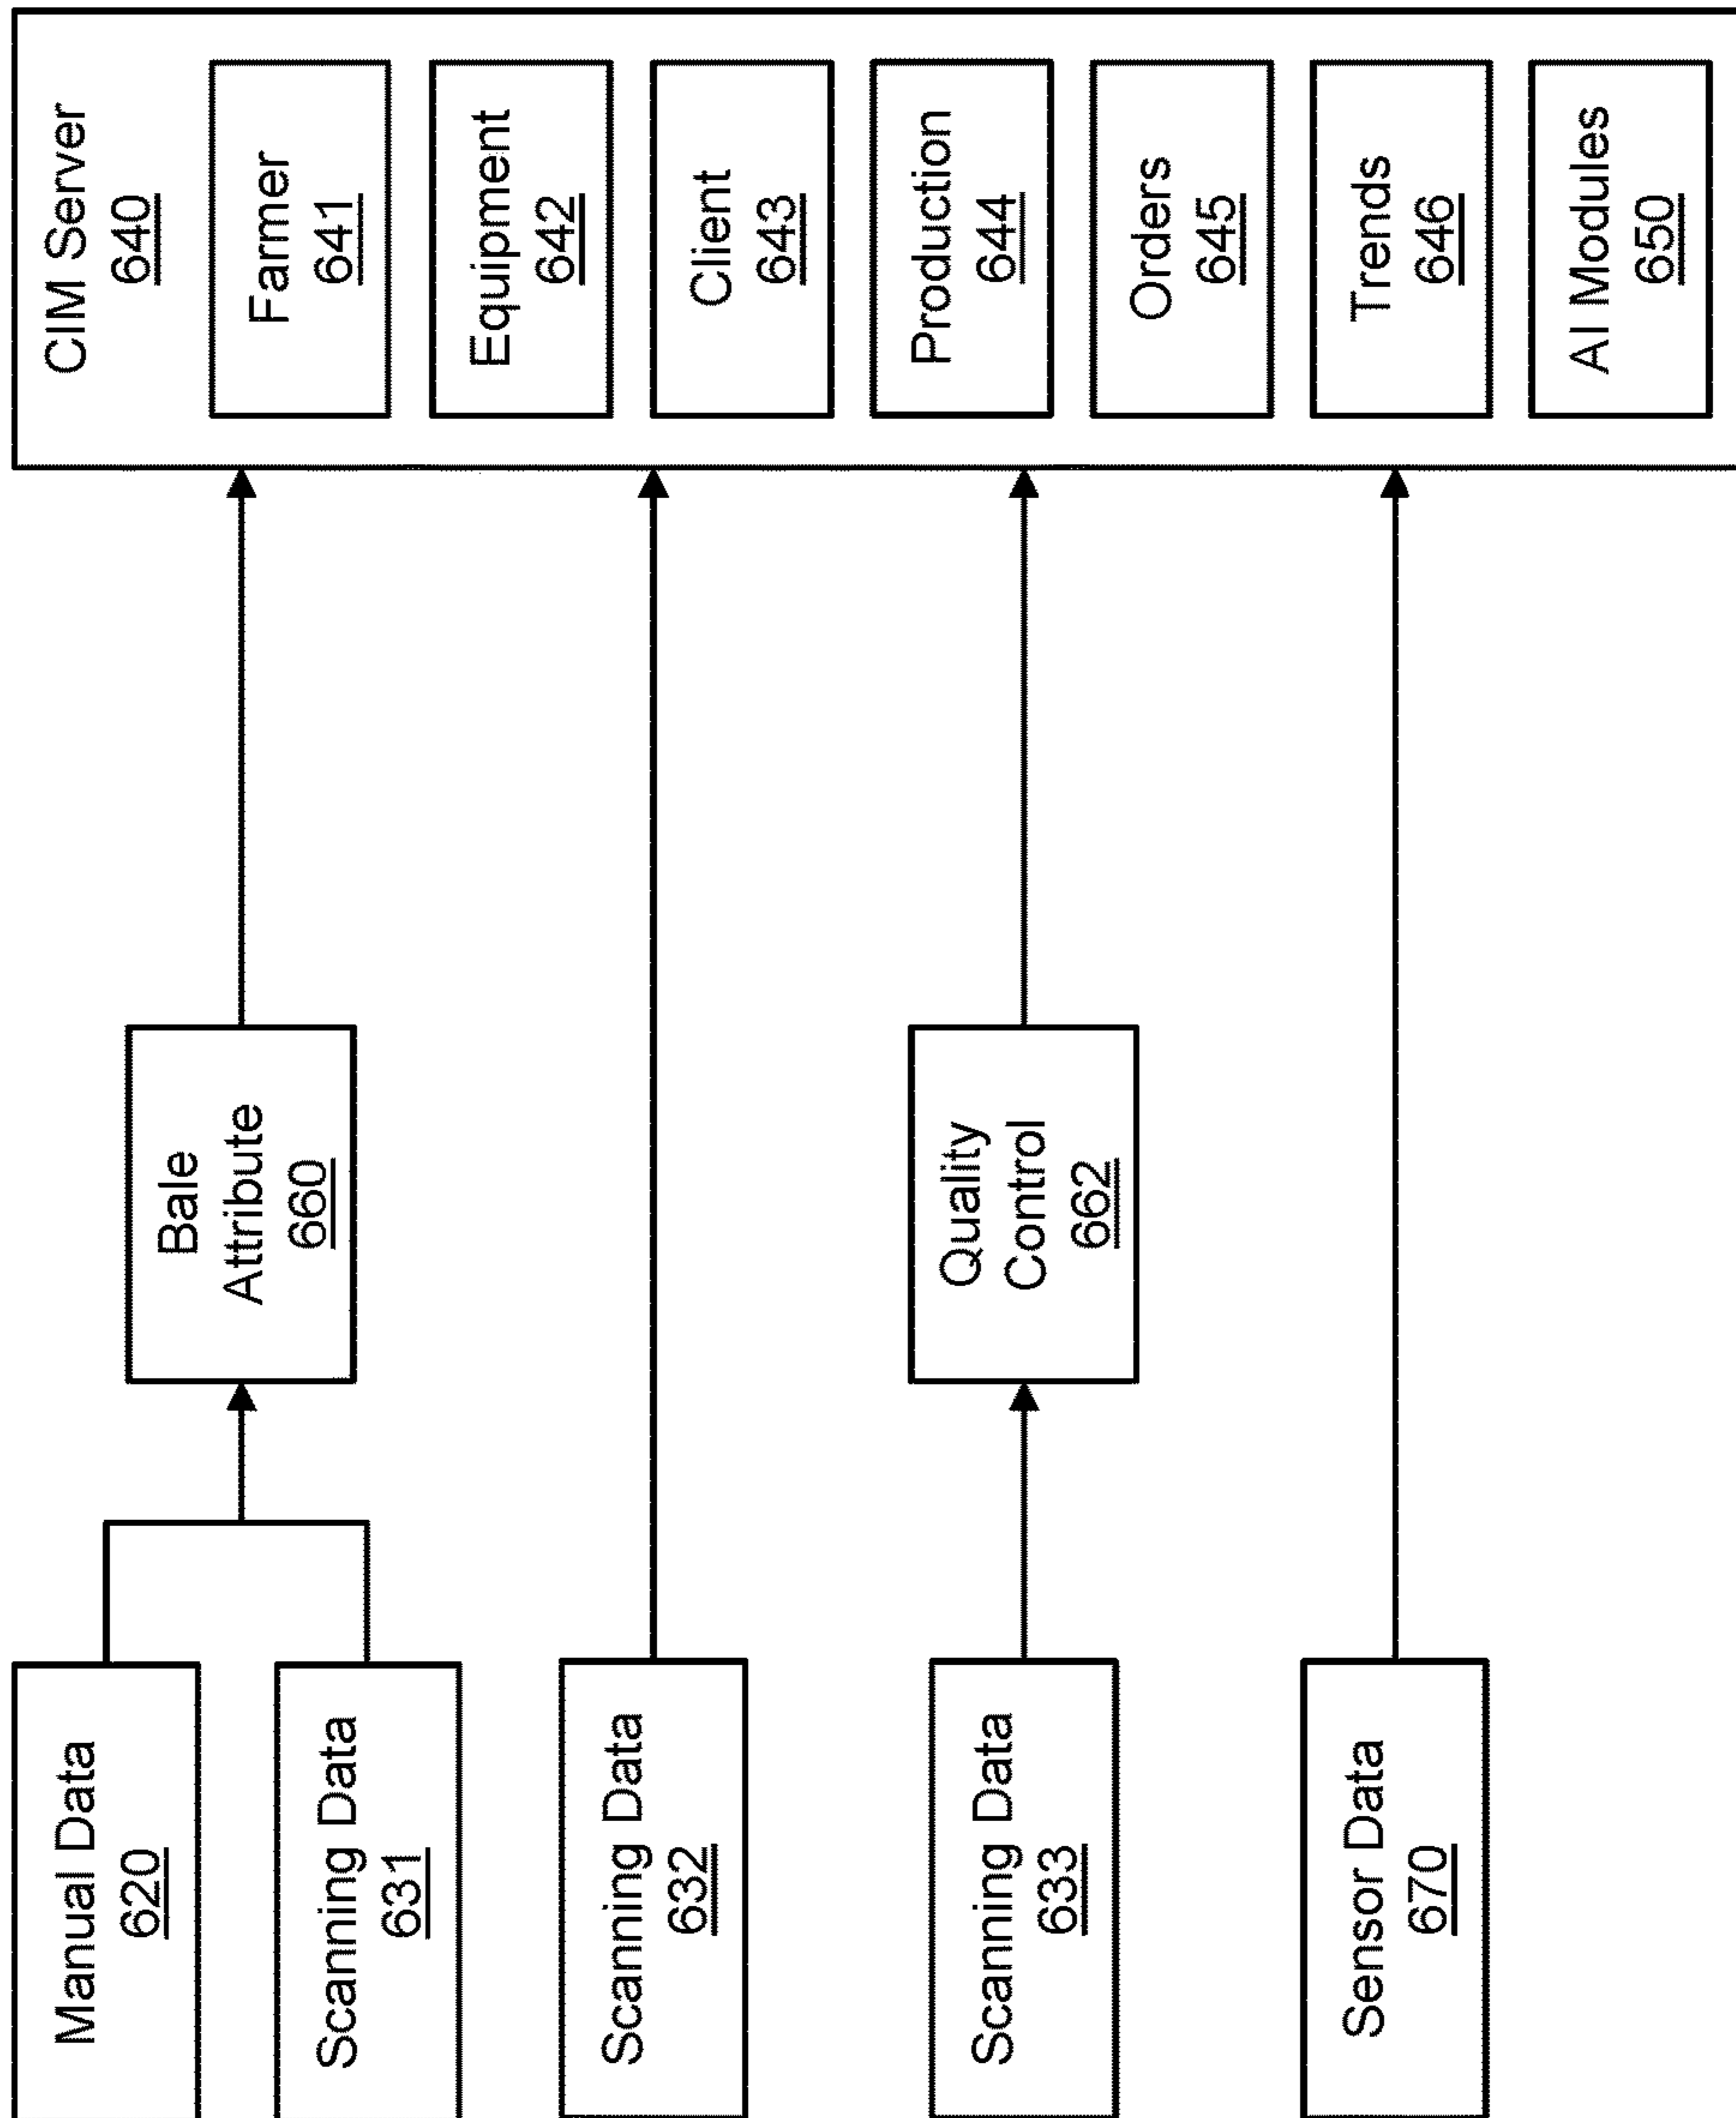 Manual Data
620
Scanning Data
631
Scanning Data
632
Scanning Data
633
Sensor Data
670
Bale
Attribute
660
Quality
Control
662
CIM Server
640
Farmer
641
Equipment
642
Client
643
Production
644
Orders
645
Trends
646
AI Modules
650